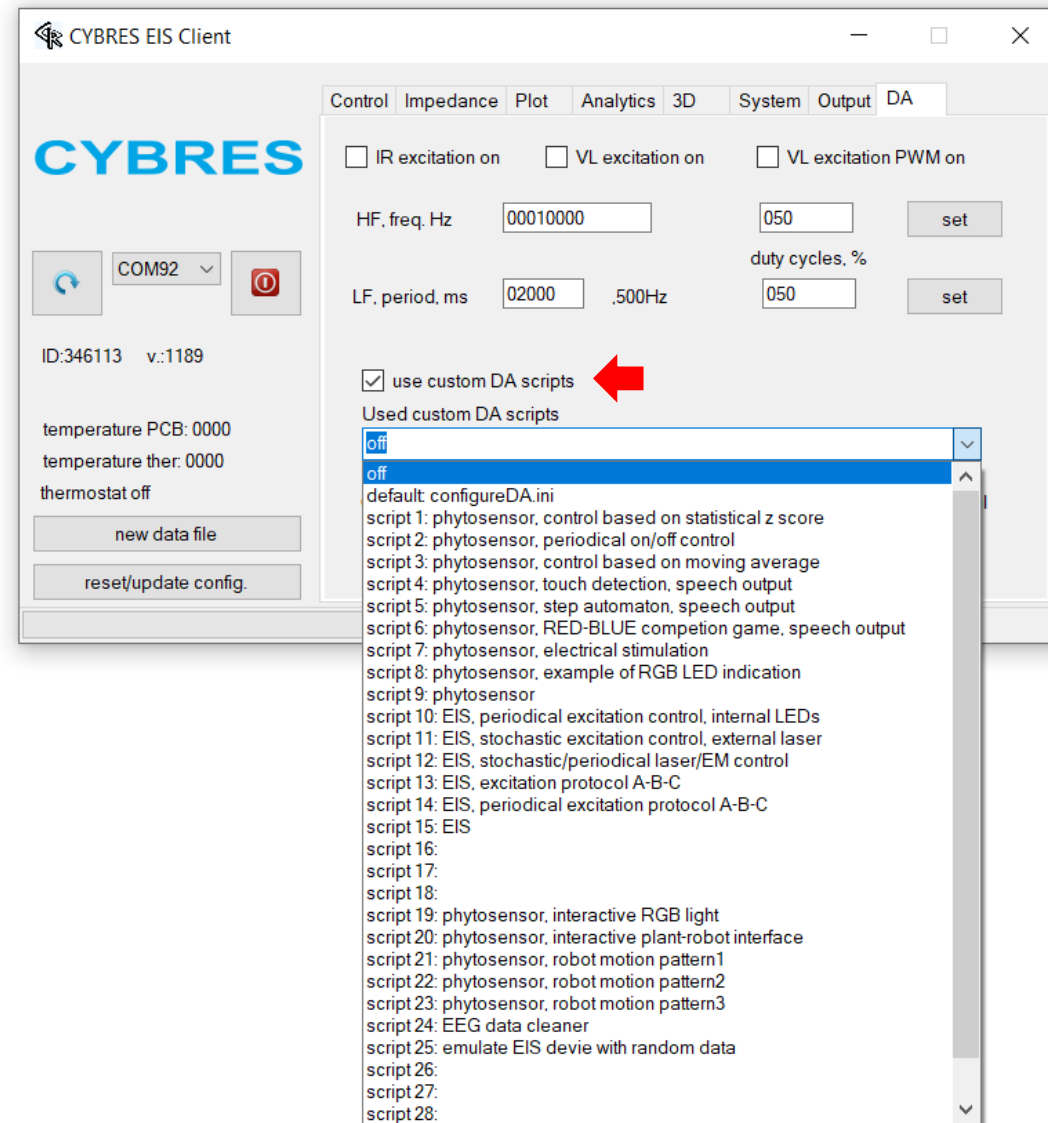 CYBRES EIS Client
Control Impedance Plot Analytics 3D System Output DA
CYBRES
IR excitation on VL excitation on VL excitation PWM on
HF, freq. Hz 00010000 050 set
duty cycles, %
COM92
LF, period, ms 02000 ,500Hz 050 set
ID:346113 v.:1189
use custom DA scripts
Used custom DA scripts
temperature PCB: 0000
off
temperature ther: 0000
thermostat off
new data file
reset/update config.
off
default: configureDA.ini
script 1: phytosensor, control based on statistical z score
script 2: phytosensor, periodical on/off control
script 3: phytosensor, control based on moving average
script 4: phytosensor, touch detection, speech output
script 5: phytosensor, step automaton, speech output
script 6: phytosensor, RED-BLUE competion game, speech output
script 7: phytosensor, electrical stimulation
script 8: phytosensor, example of RGB LED indication
script 9: phytosensor
script 10: EIS, periodical excitation control, internal LEDs
script 11: EIS, stochastic excitation control, external laser
script 12: EIS, stochastic/periodical laser/EM control
script 13: EIS, excitation protocol A-B-C
script 14: EIS, periodical excitation protocol A-B-C
script 15: EIS
script 16:
script 17:
script 18:
script 19: phytosensor, interactive RGB light
script 20: phytosensor, interactive plant-robot interface
script 21: phytosensor, robot motion pattern1
script 22: phytosensor, robot motion pattern2
script 23: phytosensor, robot motion pattern3
script 24: EEG data cleaner
script 25: emulate EIS devie with random data
script 26:
script 27:
script 28: